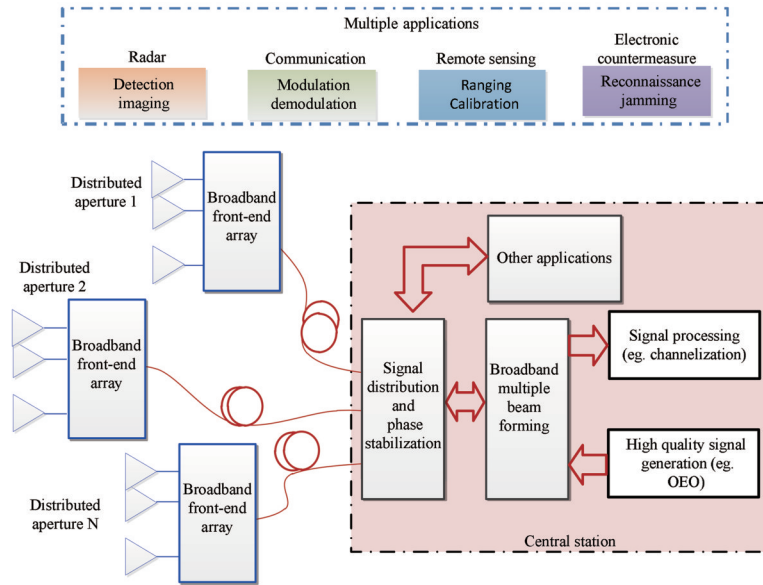 Multiple applications
Radar
Detection
imaging
Communication
Modulation
demodulation
Remote sensing
Ranging
Calibration
Electronic
countermeasure
Reconnaissance
jamming
Distributed
aperture 1
Broadband
front-end
array
Distributed
aperture 2
Broadband
front-end
array
Distributed
aperture N
Broadband
front-end
array
Other applications
Signal
distribution
and
phase
stabilization
Broadband
multiple
beam
forming
Signal processing
(eg. channelization)
High quality signal
generation (eg.
OEO)
Central station